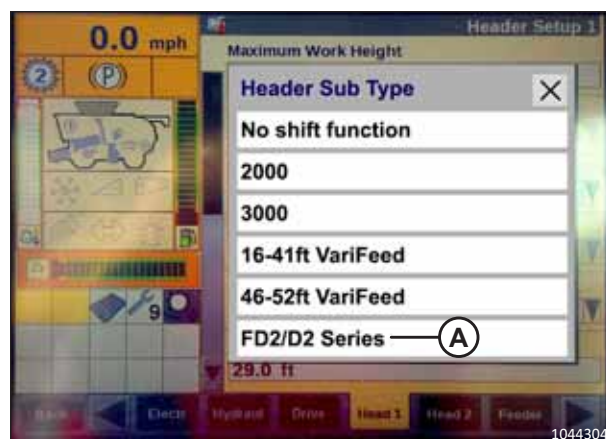 0.0 mph
Header Setup 1
Maximum Work Height
2
P
Header Sub Type
No shift function
2000
3000
16-41ft VariFeed
46-52ft VariFeed
FD2/D2 Series
A
9
29.0 ft
Back
Electr
Hydraul
Drive
Head 1
Head 2
Feeder
1044304